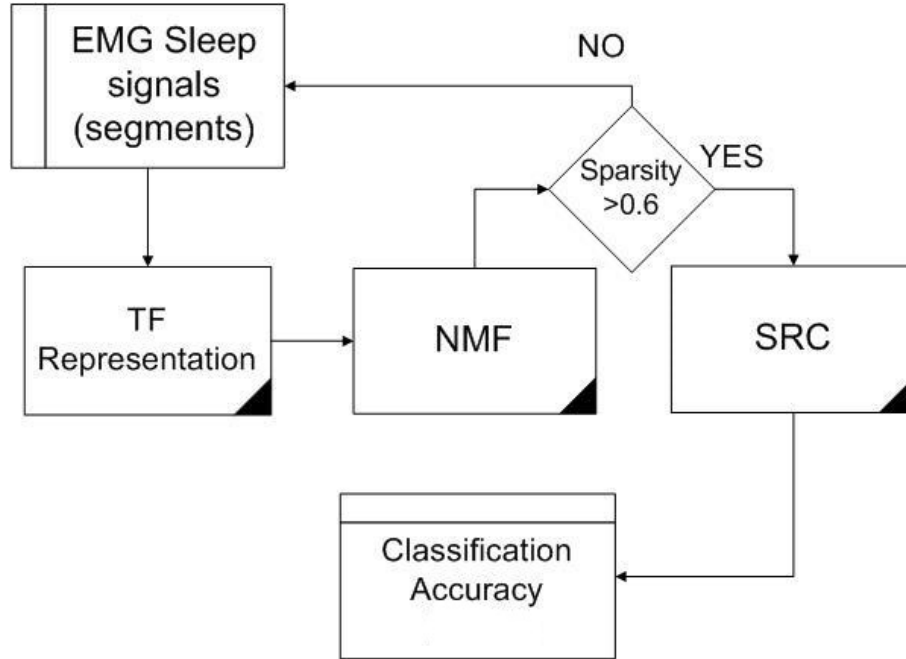 EMG Sleep
signals
(segments)
NO
Sparsity
>0.6
YES
TF
Representation
NMF
SRC
Classification
Accuracy